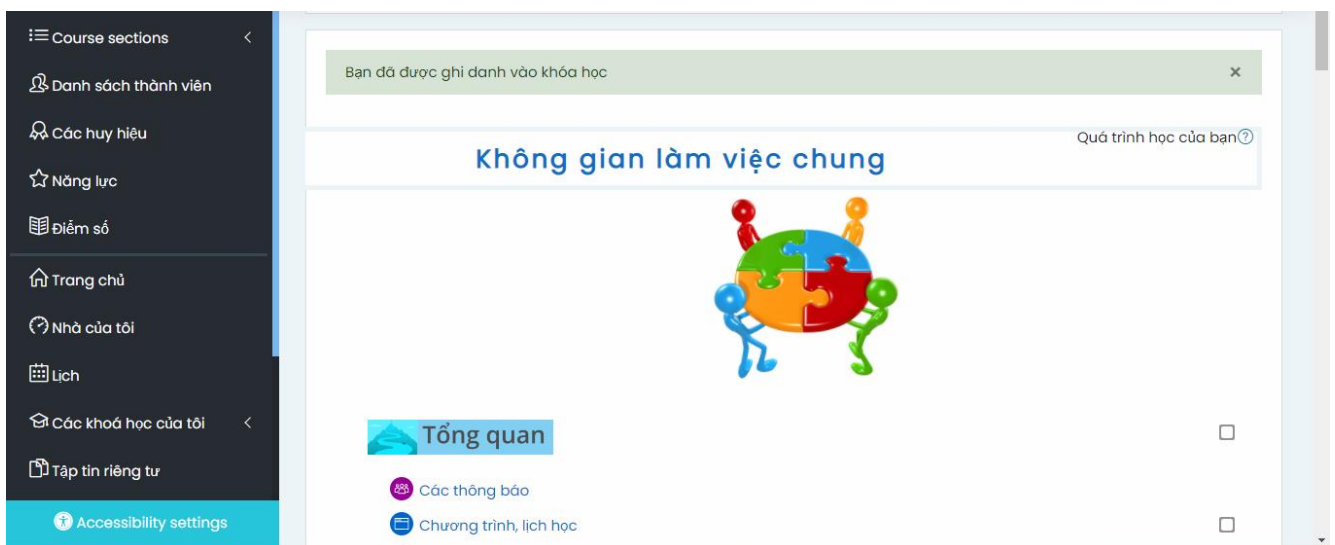 Course sections
Danh sách thành viên
Các huy hiệu
Năng lực
Điểm số
Trang chủ
Nhà của tôi
Lịch
Các khoá học của tôi
Tập tin riêng tư
Accessibility settings
Bạn đã được ghi danh vào khóa học
×
Quá trình học của bạn
Không gian làm việc chung
Tổng quan
Các thông báo
Chương trình, lịch học